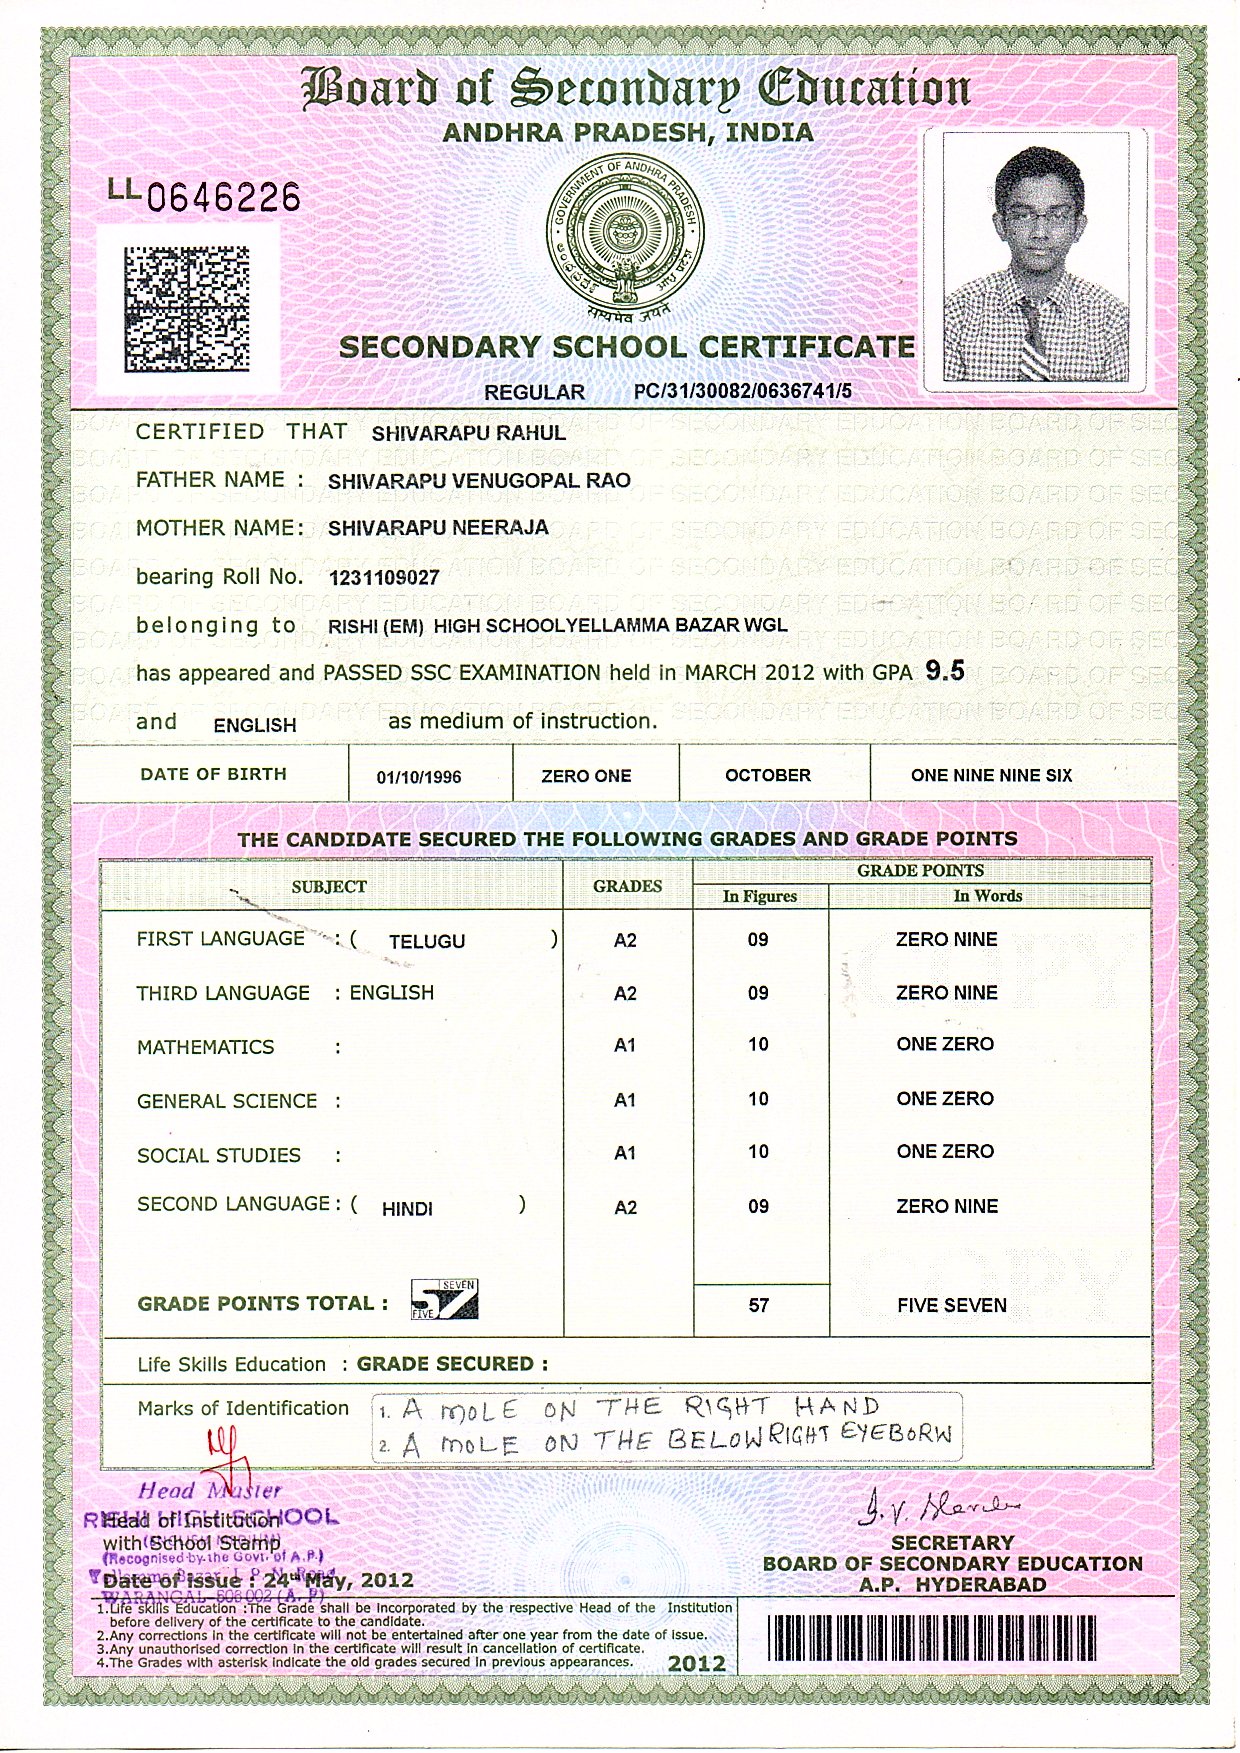 Board of Secondary Education
ANDHRA PRADESH, INDIA
LL0646226
GOVERNMENT OF ANDHRA PRADESH
सत्यमेव जयते
SECONDARY SCHOOL CERTIFICATE
REGULAR PC/31/30082/0636741/5
CERTIFIED THAT SHIVARAPU RAHUL
FATHER NAME : SHIVARAPU VENUGOPAL RAO
MOTHER NAME: SHIVARAPU NEERAJA
bearing Roll No. 1231109027
belonging to RISHI (EM) HIGH SCHOOLYELLAMMA BAZAR WGL
has appeared and PASSED SSC EXAMINATION held in MARCH 2012 with GPA 9.5
and ENGLISH as medium of instruction.
DATE OF BIRTH 01/10/1996 ZERO ONE OCTOBER ONE NINE NINE SIX
THE CANDIDATE SECURED THE FOLLOWING GRADES AND GRADE POINTS
SUBJECT GRADES GRADE POINTS
In Figures In Words
FIRST LANGUAGE : ( TELUGU ) A2 09 ZERO NINE
THIRD LANGUAGE : ENGLISH A2 09 ZERO NINE
MATHEMATICS : A1 10 ONE ZERO
GENERAL SCIENCE : A1 10 ONE ZERO
SOCIAL STUDIES : A1 10 ONE ZERO
SECOND LANGUAGE : ( HINDI ) A2 09 ZERO NINE
GRADE POINTS TOTAL : FIVE 57 SEVEN 57 FIVE SEVEN
Life Skills Education : GRADE SECURED :
Marks of Identification 1. A MOLE ON THE RIGHT HAND
2. A MOLE ON THE BELOW RIGHT EYEBORW
Head Master
RISHI HIGH SCHOOL
Head of Institution
with School Stamp
(Recognised by the Govt. of A.P.)
Date of Issue : 24th May, 2012
WARANGAL-506002 (A.P)
SECRETARY
BOARD OF SECONDARY EDUCATION
A.P. HYDERABAD
1.Life skills Education :The Grade shall be incorporated by the respective Head of the Institution
before delivery of the certificate to the candidate.
2.Any corrections in the certificate will not be entertained after one year from the date of issue.
3.Any unauthorised correction in the certificate will result in cancellation of certificate.
4.The Grades with asterisk indicate the old grades secured in previous appearances. 2012